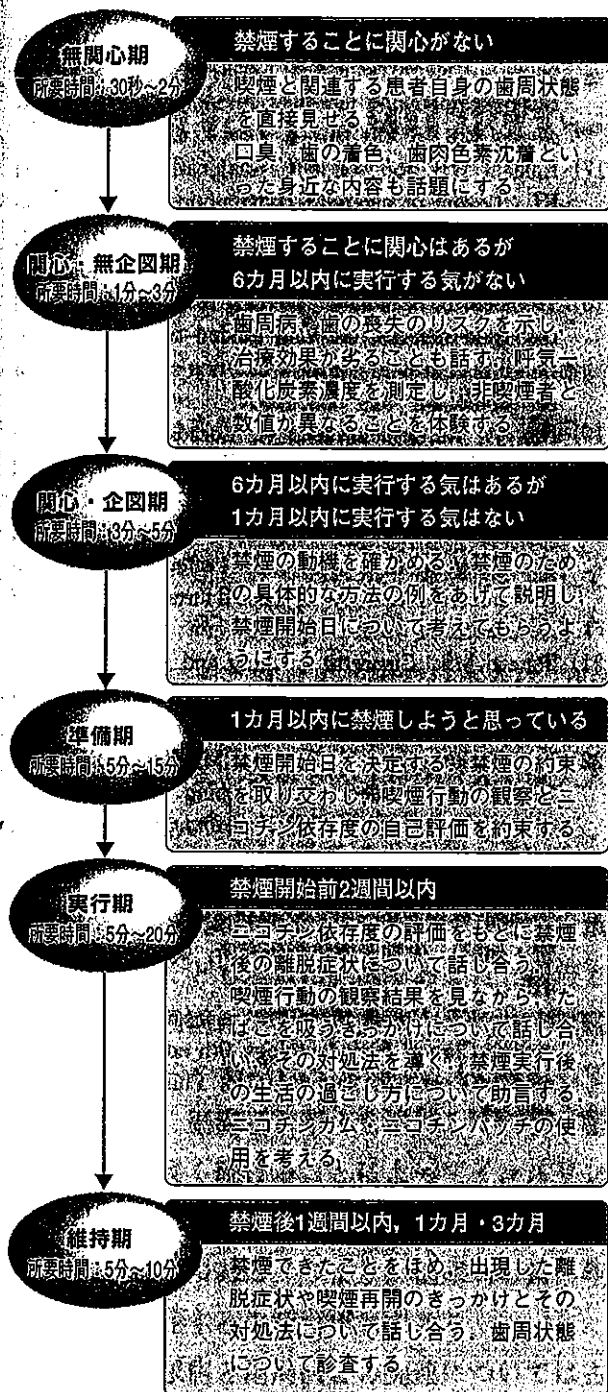 無関心期
所要時間:30秒~2分
禁煙することに関心がない
喫煙と関連する患者自身の歯周状態
を直接見せる
口臭,歯の着色,歯肉色素沈着とい
った身近な内容も話題にする
関心・無企図期
所要時間:1分~3分
禁煙することに関心はあるが
6カ月以内に実行する気がない
歯周病,歯の喪失のリスクを示し,
治療効果が劣ることも話す.呼気一
酸化炭素濃度を測定し,非喫煙者と
数値が異なることを体験する
関心・企図期
所要時間:3分~5分
6カ月以内に実行する気はあるが
1カ月以内に実行する気はない
禁煙の動機を確かめる.禁煙のため
の具体的な方法の例をあげて説明し,
禁煙開始日について考えてもらうよ
うにする
準備期
所要時間:5分~15分
1カ月以内に禁煙しようと思っている
禁煙開始日を決定する.禁煙の約束
を取り交わし,喫煙行動の観察とニ
コチン依存度の自己評価を約束する
実行期
所要時間:5分~20分
禁煙開始前2週間以内
ニコチン依存度の評価をもとに禁煙
後の離脱症状について話し合う.
喫煙行動の観察結果を見ながら,た
ばこを吸うきっかけについて話し合
い,その対処法を導く.禁煙実行後
の生活の過ごし方について助言する.
ニコチンガム,ニコチンパッチの使
用を考える.
維持期
所要時間:5分~10分
禁煙後1週間以内,1カ月・3カ月
禁煙できたことをほめ,出現した離
脱症状や喫煙再開のきっかけとその
対処法について話し合う.歯周状態
について診査する